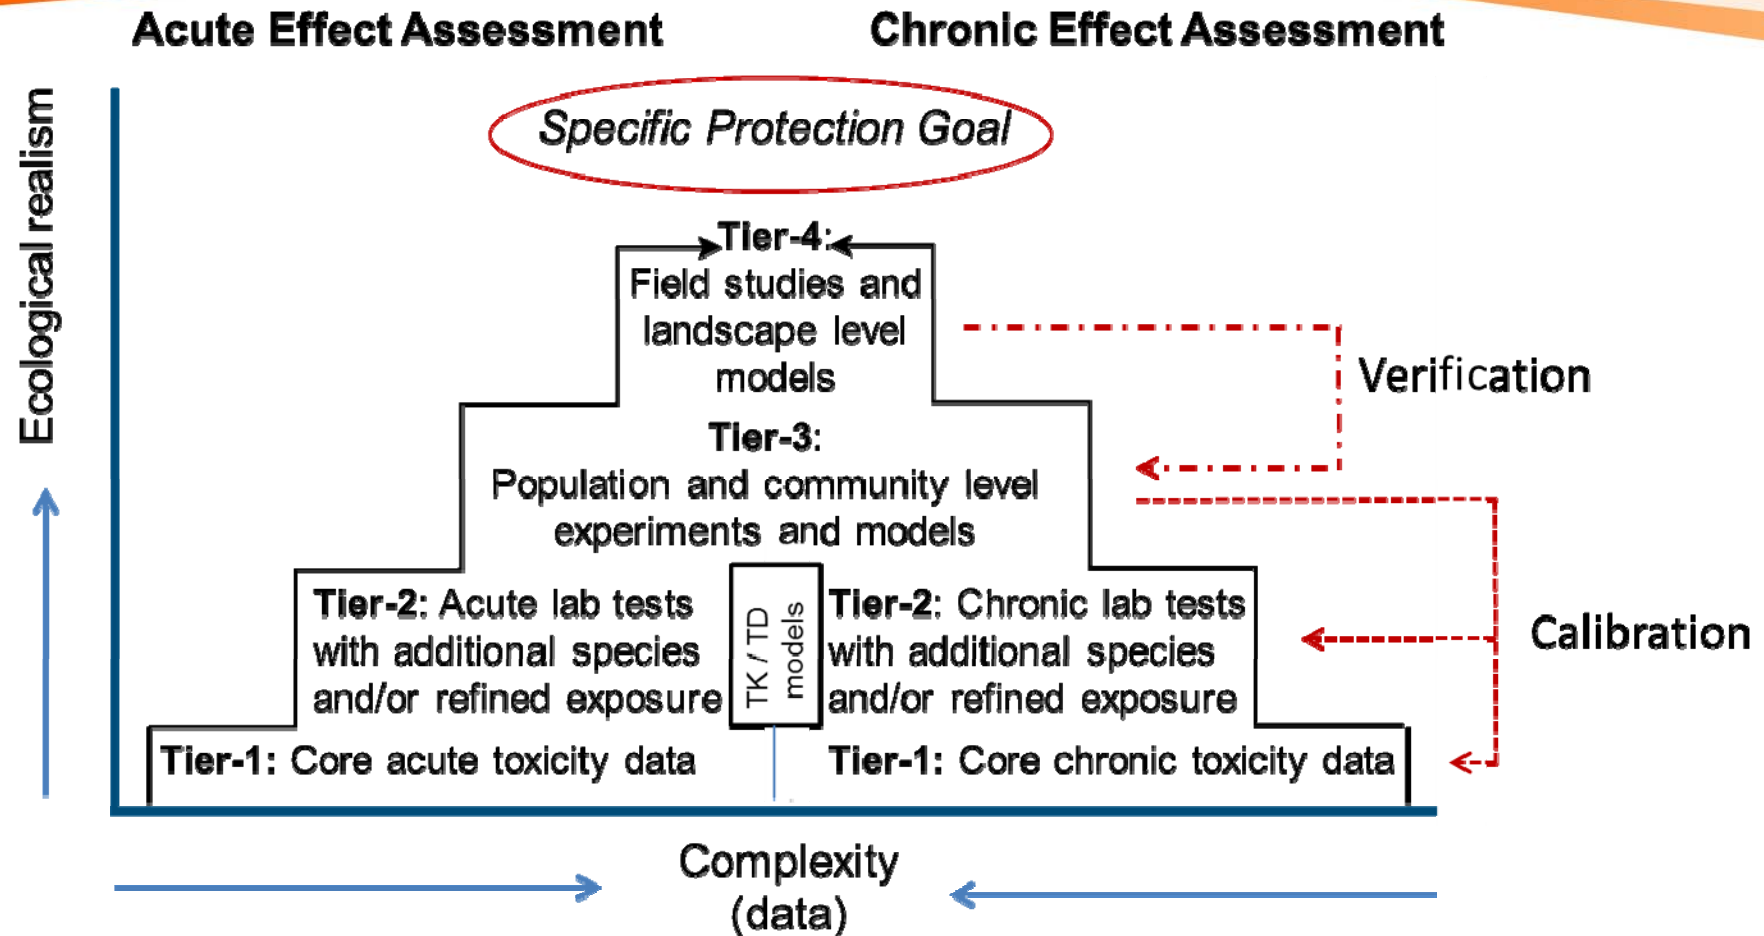 Acute Effect Assessment
Chronic Effect Assessment
Ecological realism
Specific Protection Goal
Tier-4:
Field studies and
landscape level
models
Verification
Tier-3:
Population and community level
experiments and models
Tier-2: Acute lab tests
with additional species
and/or refined exposure
TK / TD
models
Tier-2: Chronic lab tests
with additional species
and/or refined exposure
Calibration
Tier-1: Core acute toxicity data
Tier-1: Core chronic toxicity data
Complexity
(data)